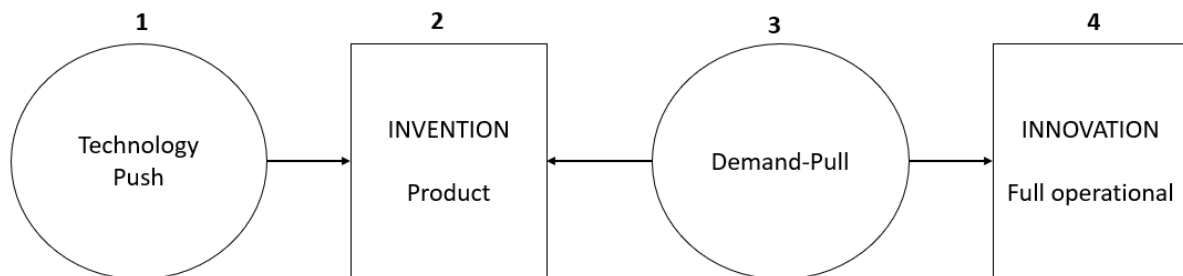 1
2
3
4
Technology
Push
INVENTION
Product
Demand-Pull
INNOVATION
Full operational